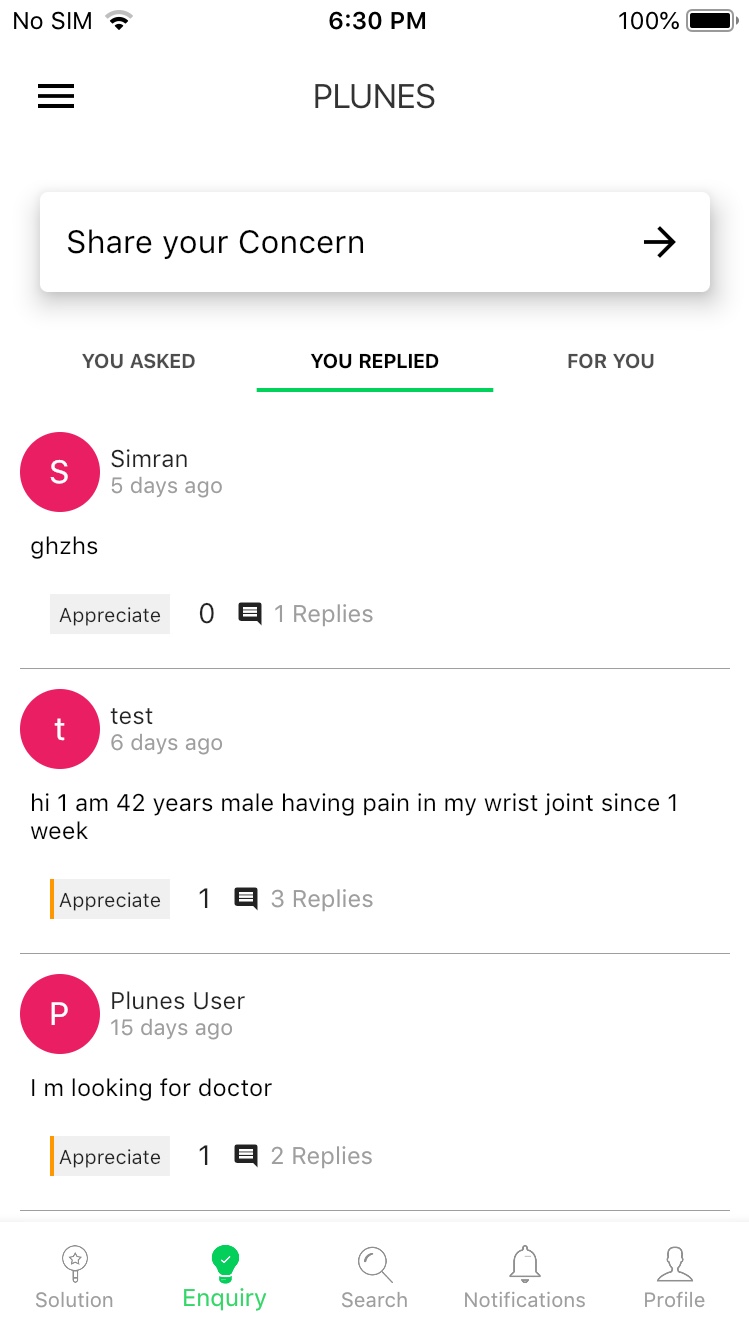 No SIM 6:30 PM 100%
PLUNES
Share your Concern
YOU ASKED YOU REPLIED FOR YOU
S
Simran
5 days ago
ghzhs
Appreciate 0 1 Replies
t
test
6 days ago
hi 1 am 42 years male having pain in my wrist joint since 1
week
Appreciate 1 3 Replies
P
Plunes User
15 days ago
I m looking for doctor
Appreciate 1 2 Replies
Solution Enquiry Search Notifications Profile